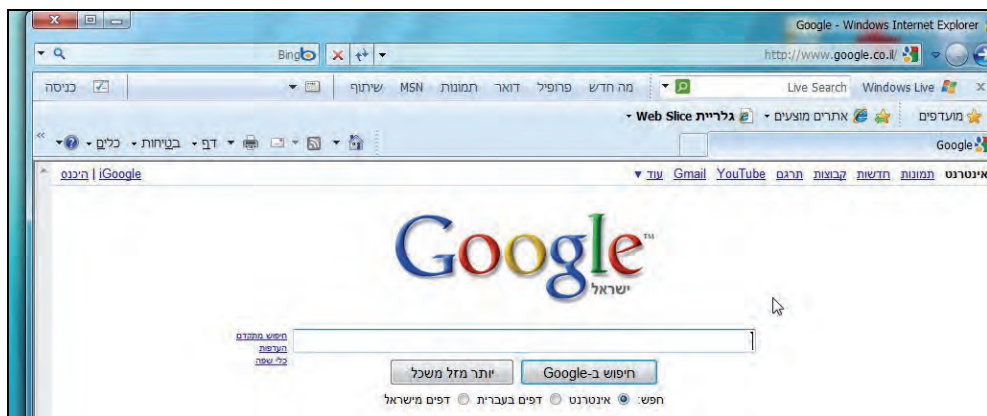 Google - Windows Internet Explorer
http://www.google.co.il/ Bing
Windows Live Live Search מה חדש פרופיל דואר תמונות MSN שיתוף כניסה
מועדפים אתרים מוצעים גלריית Web Slice
Google
דף בטיחות כלים
אינטרנט תמונות חדשות קבוצות תרגם YouTube Gmail עוד ▼ iGoogle | היכנס
Google™
ישראל
חיפוש מתקדם
העדפות
כלי שפה
חיפוש ב-Google יותר מזל משכל
חפש: אינטרנט דפים בעברית דפים מישראל